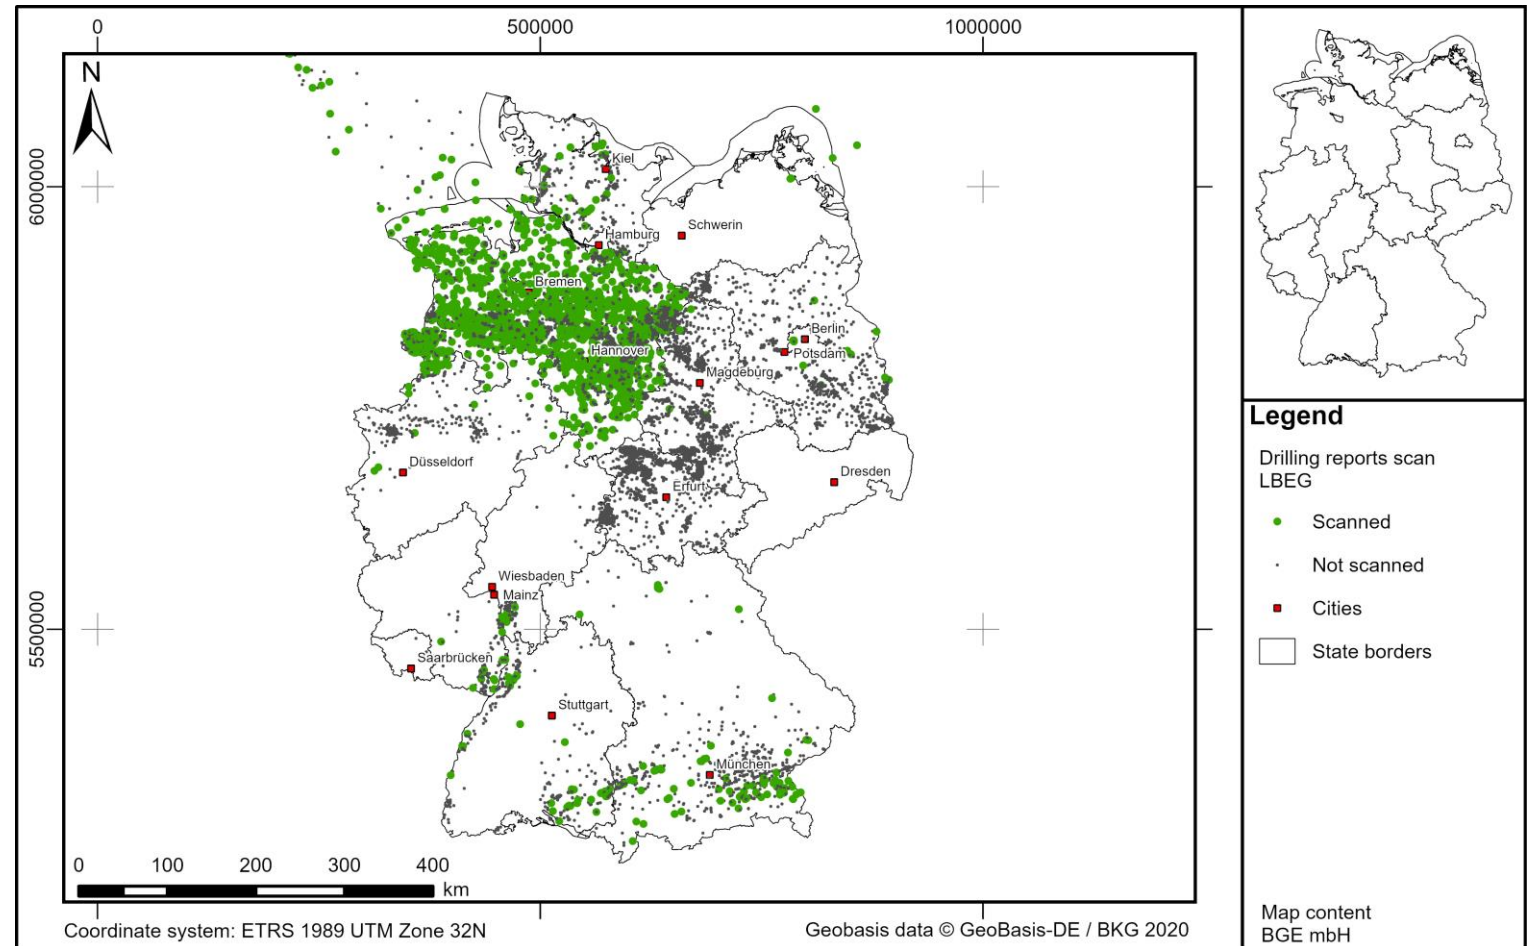 0
5000000
1000000
N
6000000
5500000
Kiel
Schwerin
Hamburg
Bremen
Berlin
Hannover
Potsdam
Magdeburg
Düsseldorf
Dresden
Erfurt
Wiesbaden
Mainz
Saarbrücken
Stuttgart
München
0
100
200
300
400
km
Coordinate system: ETRS 1989 UTM Zone 32N
Geobasis data © GeoBasis-DE / BKG 2020
Legend
Drilling reports scan
LBEG
Scanned
Not scanned
Cities
State borders
Map content
BGE mbH